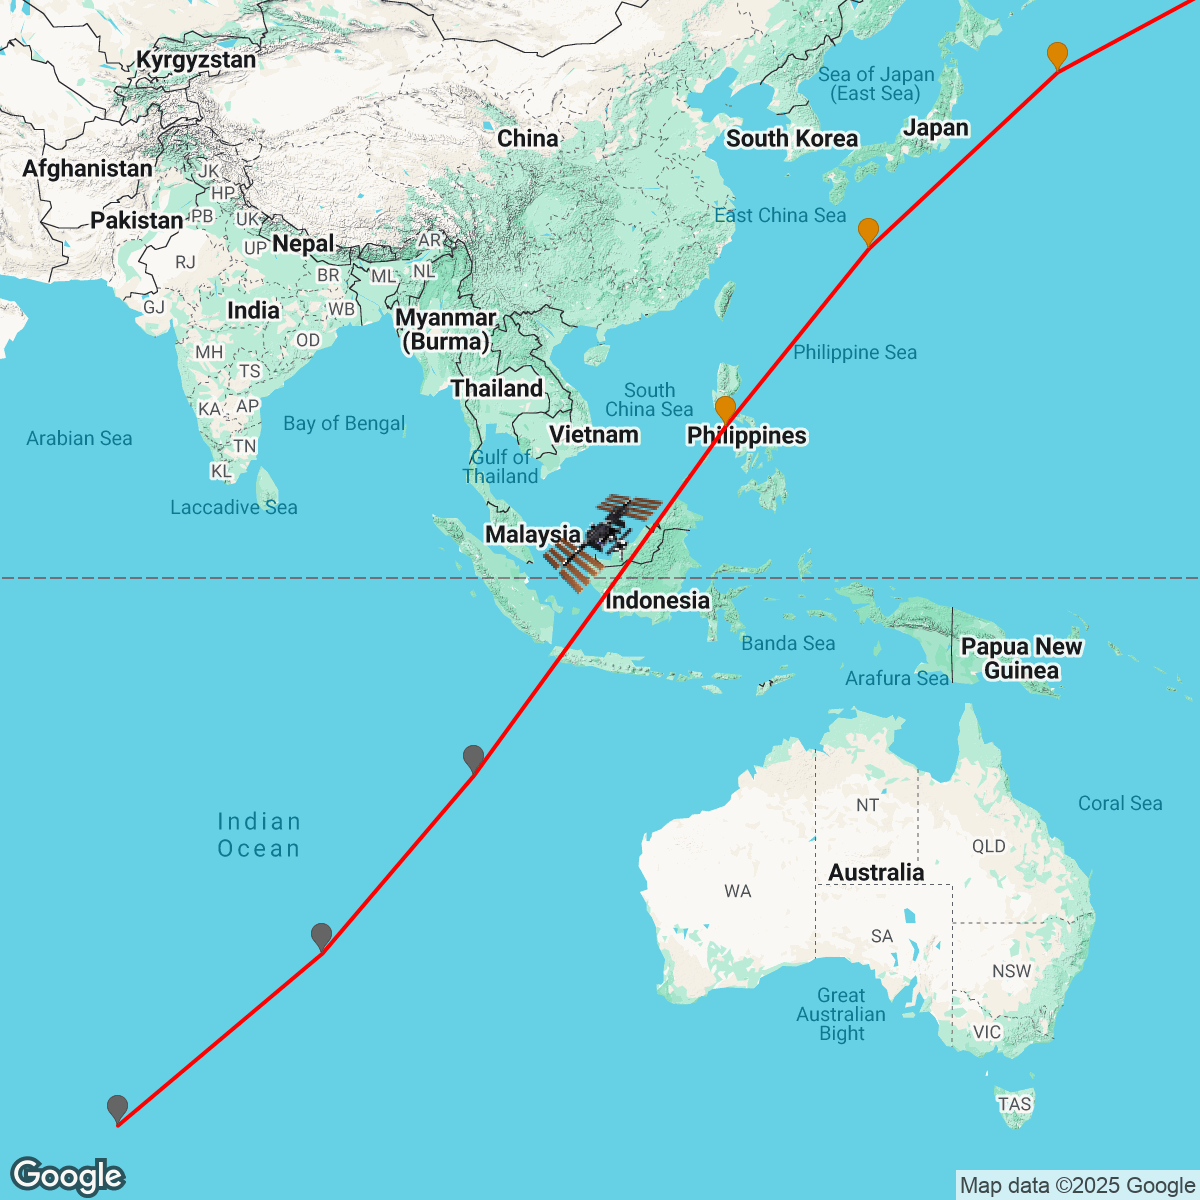 Kyrgyzstan
Sea of Japan
(East Sea)
China
South Korea
Japan
Afghanistan
JK
HP
Pakistan
PB
UK
East China Sea
Nepal
UP
AR
RJ
BR
ML
NL
GJ
India
WB
Myanmar
(Burma)
OD
MH
Philippine Sea
TS
Thailand
South
China Sea
KA
AP
Bay of Bengal
Arabian Sea
Vietnam
Philippines
TN
Gulf of
Thailand
KL
Laccadive Sea
Malaysia
Indonesia
Banda Sea
Papua New
Guinea
Arafura Sea
NT
Coral Sea
Indian
Ocean
QLD
Australia
WA
SA
NSW
Great
Australian
Bight
VIC
TAS
Google
Map data ©2025 Google